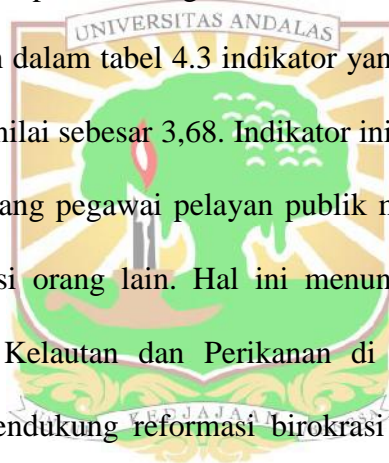 UNIVERSITAS ANDALAS
dalam tabel 4.3 indikator yan
nilai sebesar 3,68. Indikator ini
ang pegawai pelayan publik
si orang lain. Hal ini menun
Kelautan dan Perikanan di
endukung reformasi birokrasi
KEDJAJAAN